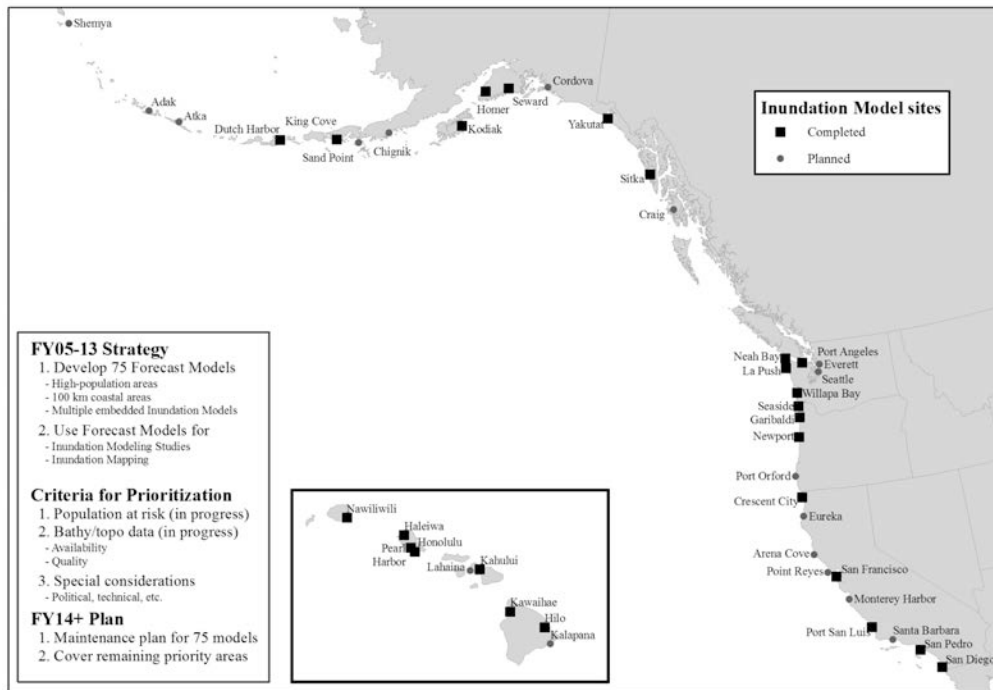 Shemya
Adak
Atka
Dutch Harbor
King Cove
Sand Point
Chignik
Kodiak
Homer
Seward
Cordova
Yakutat
Sitka
Craig
Inundation Model sites
Completed
Planned
Neah Bay
La Push
Port Angeles
Everett
Seattle
Willapa Bay
Seaside
Garibaldi
Newport
Port Orford
Crescent City
Eureka
Arena Cove
Point Reyes
San Francisco
Monterey Harbor
Port San Luis
Santa Barbara
San Pedro
San Diego
FY05-13 Strategy
1. Develop 75 Forecast Models
- High-population areas
- 100 km coastal areas
- Multiple embedded Inundation Models
2. Use Forecast Models for
- Inundation Modeling Studies
- Inundation Mapping
Criteria for Prioritization
1. Population at risk (in progress)
2. Bathy/topo data (in progress)
- Availability
- Quality
3. Special considerations
- Political, technical, etc.
FY14+ Plan
1. Maintenance plan for 75 models
2. Cover remaining priority areas
Nawiliwili
Haleiwa
Honolulu
Pearl
Harbor
Lahaina
Kahului
Kawaihae
Hilo
Kalapana